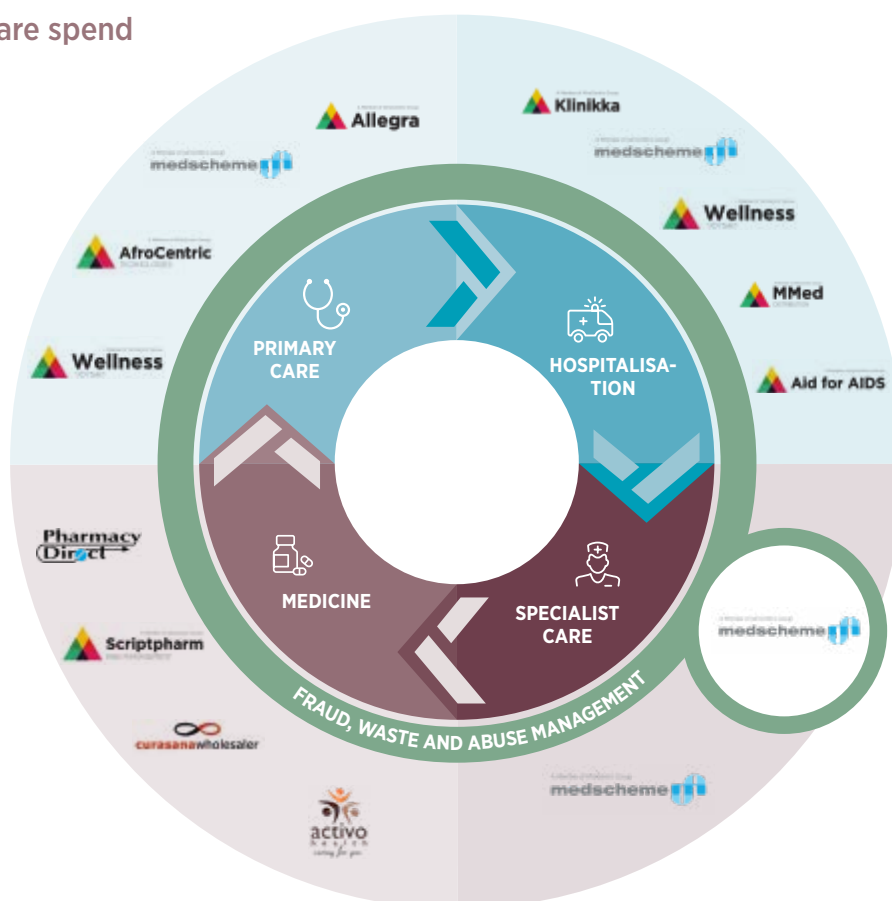 are spend
Allegra
Klinikka
medscheme
medscheme
Wellness
AfroCentric
MMed
Wellness
Aid for AIDS
PRIMARY
CARE
HOSPITALISA-
TION
Pharmacy
Direct
MEDICINE
SPECIALIST
CARE
medscheme
Scriptpharm
FRAUD, WASTE AND ABUSE MANAGEMENT
curasanawholesaler
medscheme
activo
health
caring for you